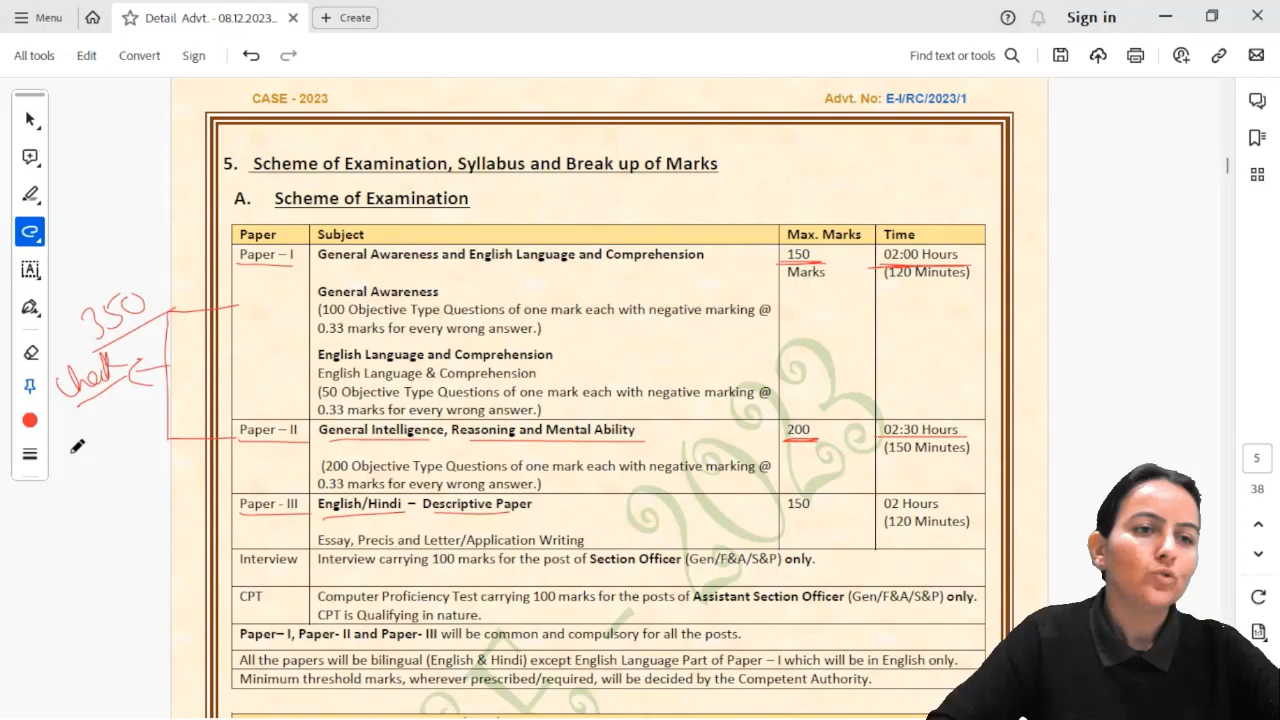 Menu
Detail Advt. - 08.12.2023...
Create
Sign in
All tools
Edit
Convert
Sign
Find text or tools
CASE - 2023
Advt. No: E-I/RC/2023/1
5. Scheme of Examination, Syllabus and Break up of Marks
A. Scheme of Examination
Paper Subject Max. Marks Time
Paper – I General Awareness and English Language and Comprehension 150 02:00 Hours
Marks (120 Minutes)
General Awareness
(100 Objective Type Questions of one mark each with negative marking @
0.33 marks for every wrong answer.)
350
English Language and Comprehension
check
English Language & Comprehension
(50 Objective Type Questions of one mark each with negative marking @
0.33 marks for every wrong answer.)
Paper – II General Intelligence, Reasoning and Mental Ability 200 02:30 Hours
(150 Minutes)
(200 Objective Type Questions of one mark each with negative marking @
0.33 marks for every wrong answer.)
Paper - III English/Hindi – Descriptive Paper 150 02 Hours
(120 Minutes)
Essay, Precis and Letter/Application Writing
Interview Interview carrying 100 marks for the post of Section Officer (Gen/F&A/S&P) only.
CPT Computer Proficiency Test carrying 100 marks for the posts of Assistant Section Officer (Gen/F&A/S&P) only.
CPT is Qualifying in nature.
Paper– I, Paper- II and Paper- III will be common and compulsory for all the posts.
All the papers will be bilingual (English & Hindi) except English Language Part of Paper – I which will be in English only.
Minimum threshold marks, wherever prescribed/required, will be decided by the Competent Authority.
5
38